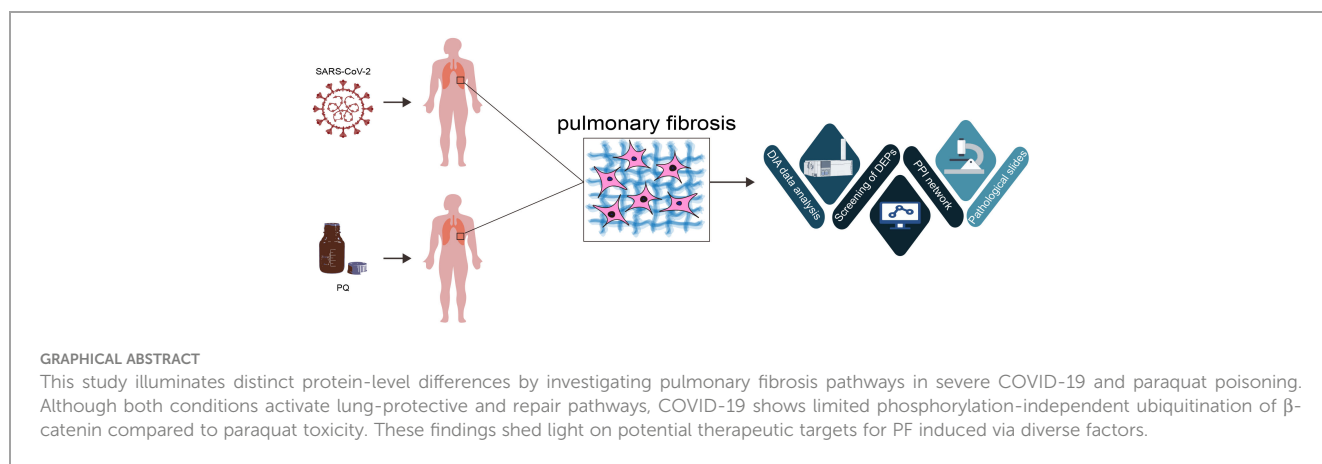 SARS-CoV-2
PQ
pulmonary fibrosis
DIA data analysis
Screening of DEPs
PPI network
Pathological slides
GRAPHICAL ABSTRACT
This study illuminates distinct protein-level differences by investigating pulmonary fibrosis pathways in severe COVID-19 and paraquat poisoning.
Although both conditions activate lung-protective and repair pathways, COVID-19 shows limited phosphorylation-independent ubiquitination of β-
catenin compared to paraquat toxicity. These findings shed light on potential therapeutic targets for PF induced via diverse factors.